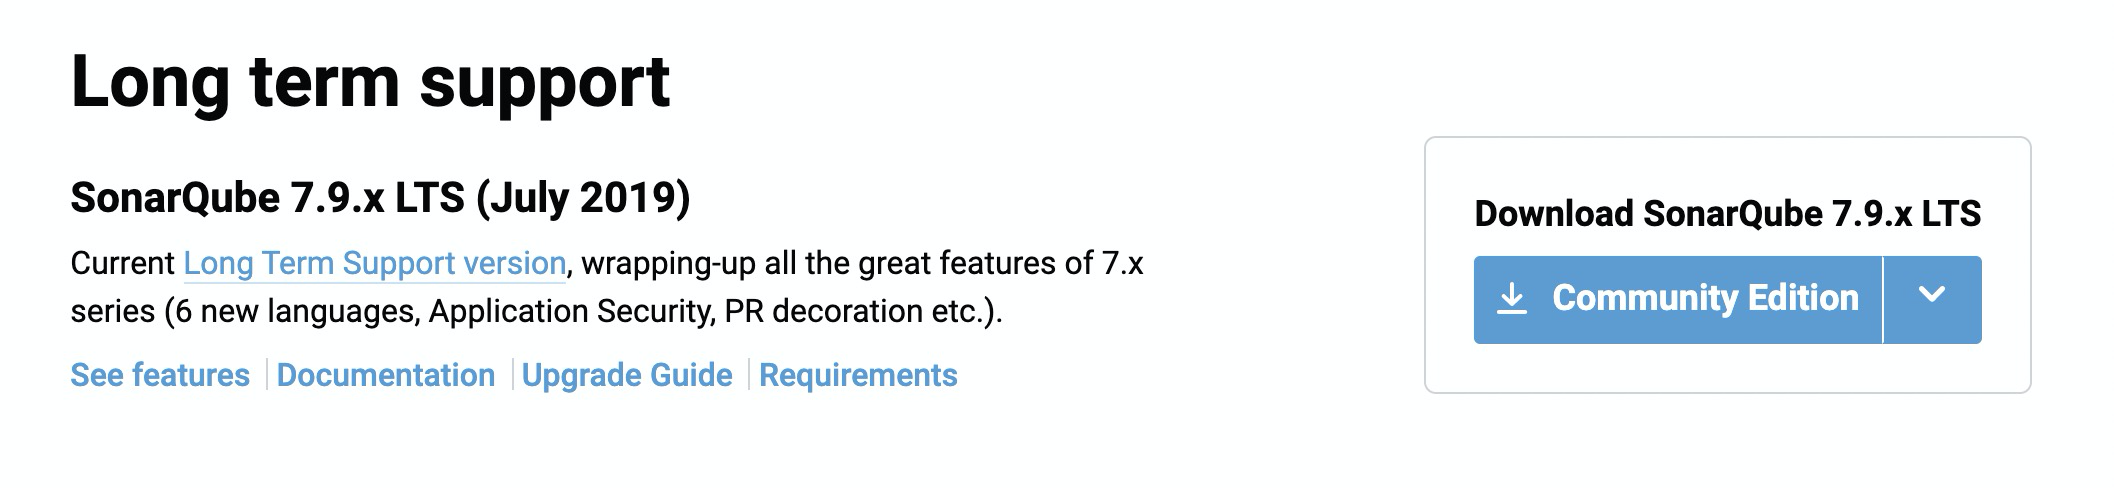 Long term support
SonarQube 7.9.x LTS (July 2019)
Current Long Term Support version, wrapping-up all the great features of 7.x
series (6 new languages, Application Security, PR decoration etc.).
See features Documentation Upgrade Guide Requirements
Download SonarQube 7.9.x LTS
Community Edition